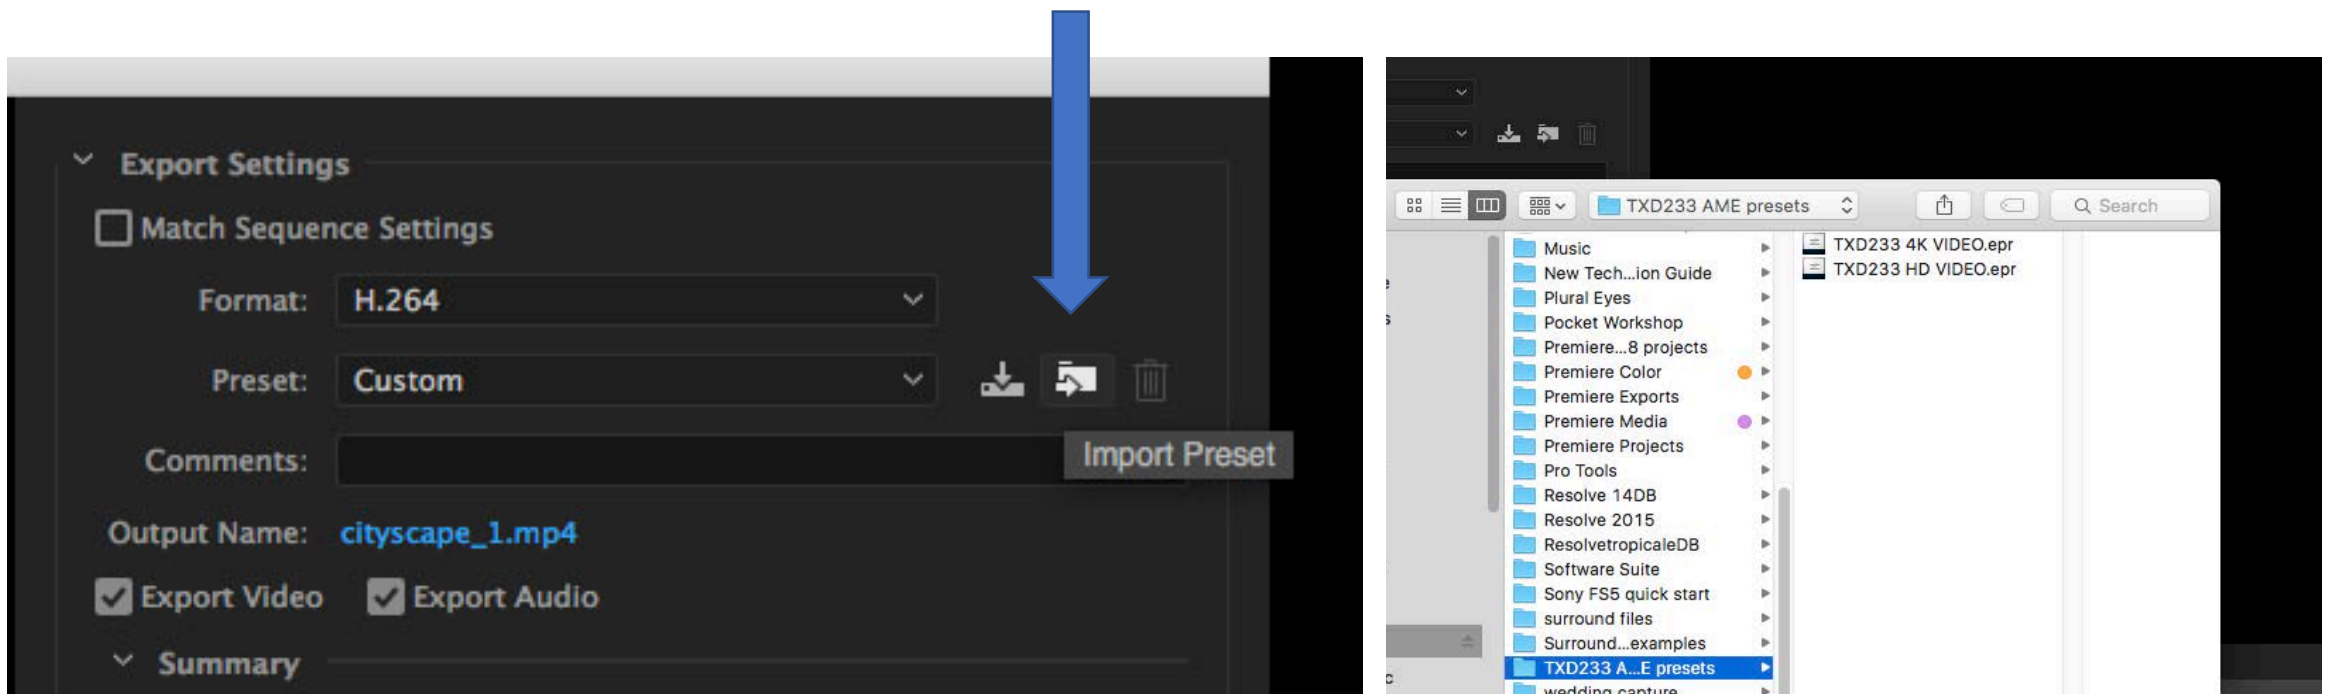 Export Settings
Match Sequence Settings
Format: H.264
Preset: Custom
Import Preset
Comments:
Output Name: cityscape_1.mp4
Export Video Export Audio
Summary
TXD233 AME presets
Search
Music
New Tech...ion Guide
Plural Eyes
Pocket Workshop
Premiere...8 projects
Premiere Color
Premiere Exports
Premiere Media
Premiere Projects
Pro Tools
Resolve 14DB
Resolve 2015
ResolvetropicaleDB
Software Suite
Sony FS5 quick start
surround files
Surround...examples
TXD233 A...E presets
wedding capture
TXD233 4K VIDEO.epr
TXD233 HD VIDEO.epr